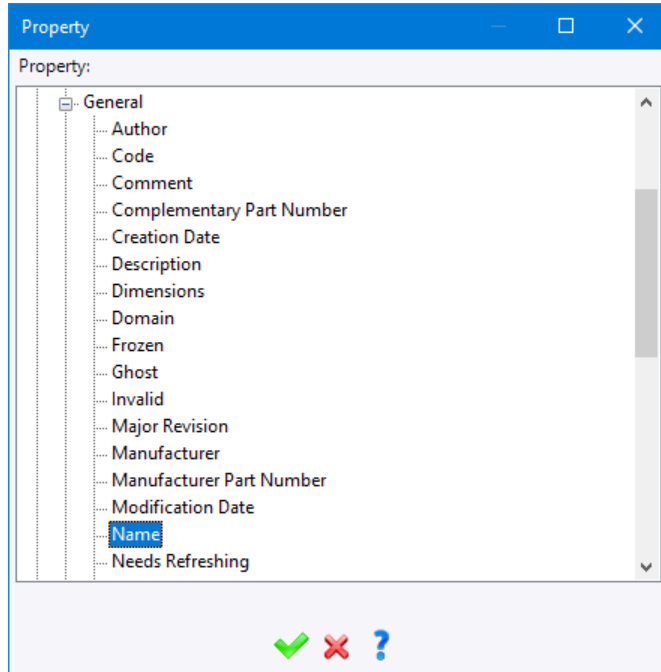 Property
Property:
General
Author
Code
Comment
Complementary Part Number
Creation Date
Description
Dimensions
Domain
Frozen
Ghost
Invalid
Major Revision
Manufacturer
Manufacturer Part Number
Modification Date
Name
Needs Refreshing